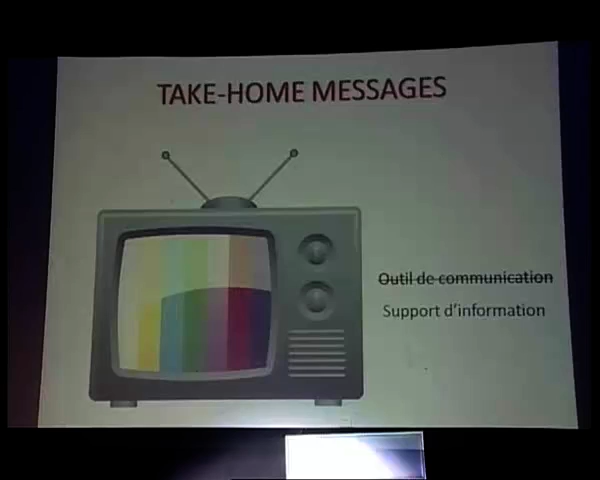 TAKE-HOME MESSAGES
Outil de communication
Support d'information